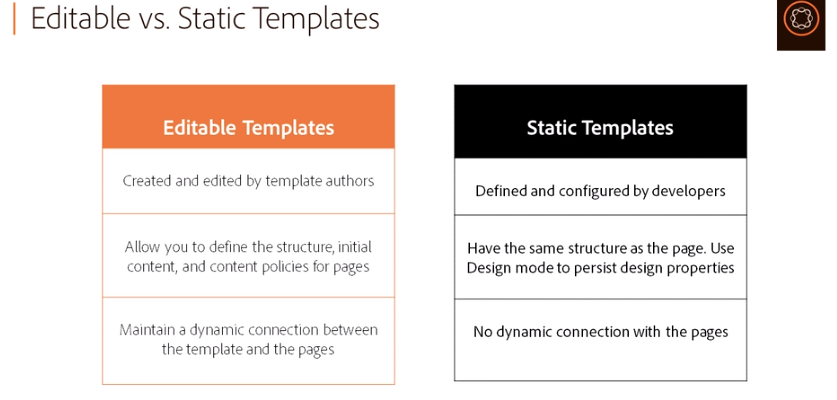 Editable vs. Static Templates
Editable Templates
Created and edited by template authors
Allow you to define the structure, initial
content, and content policies for pages
Maintain a dynamic connection between
the template and the pages
Static Templates
Defined and configured by developers
Have the same structure as the page. Use
Design mode to persist design properties
No dynamic connection with the pages